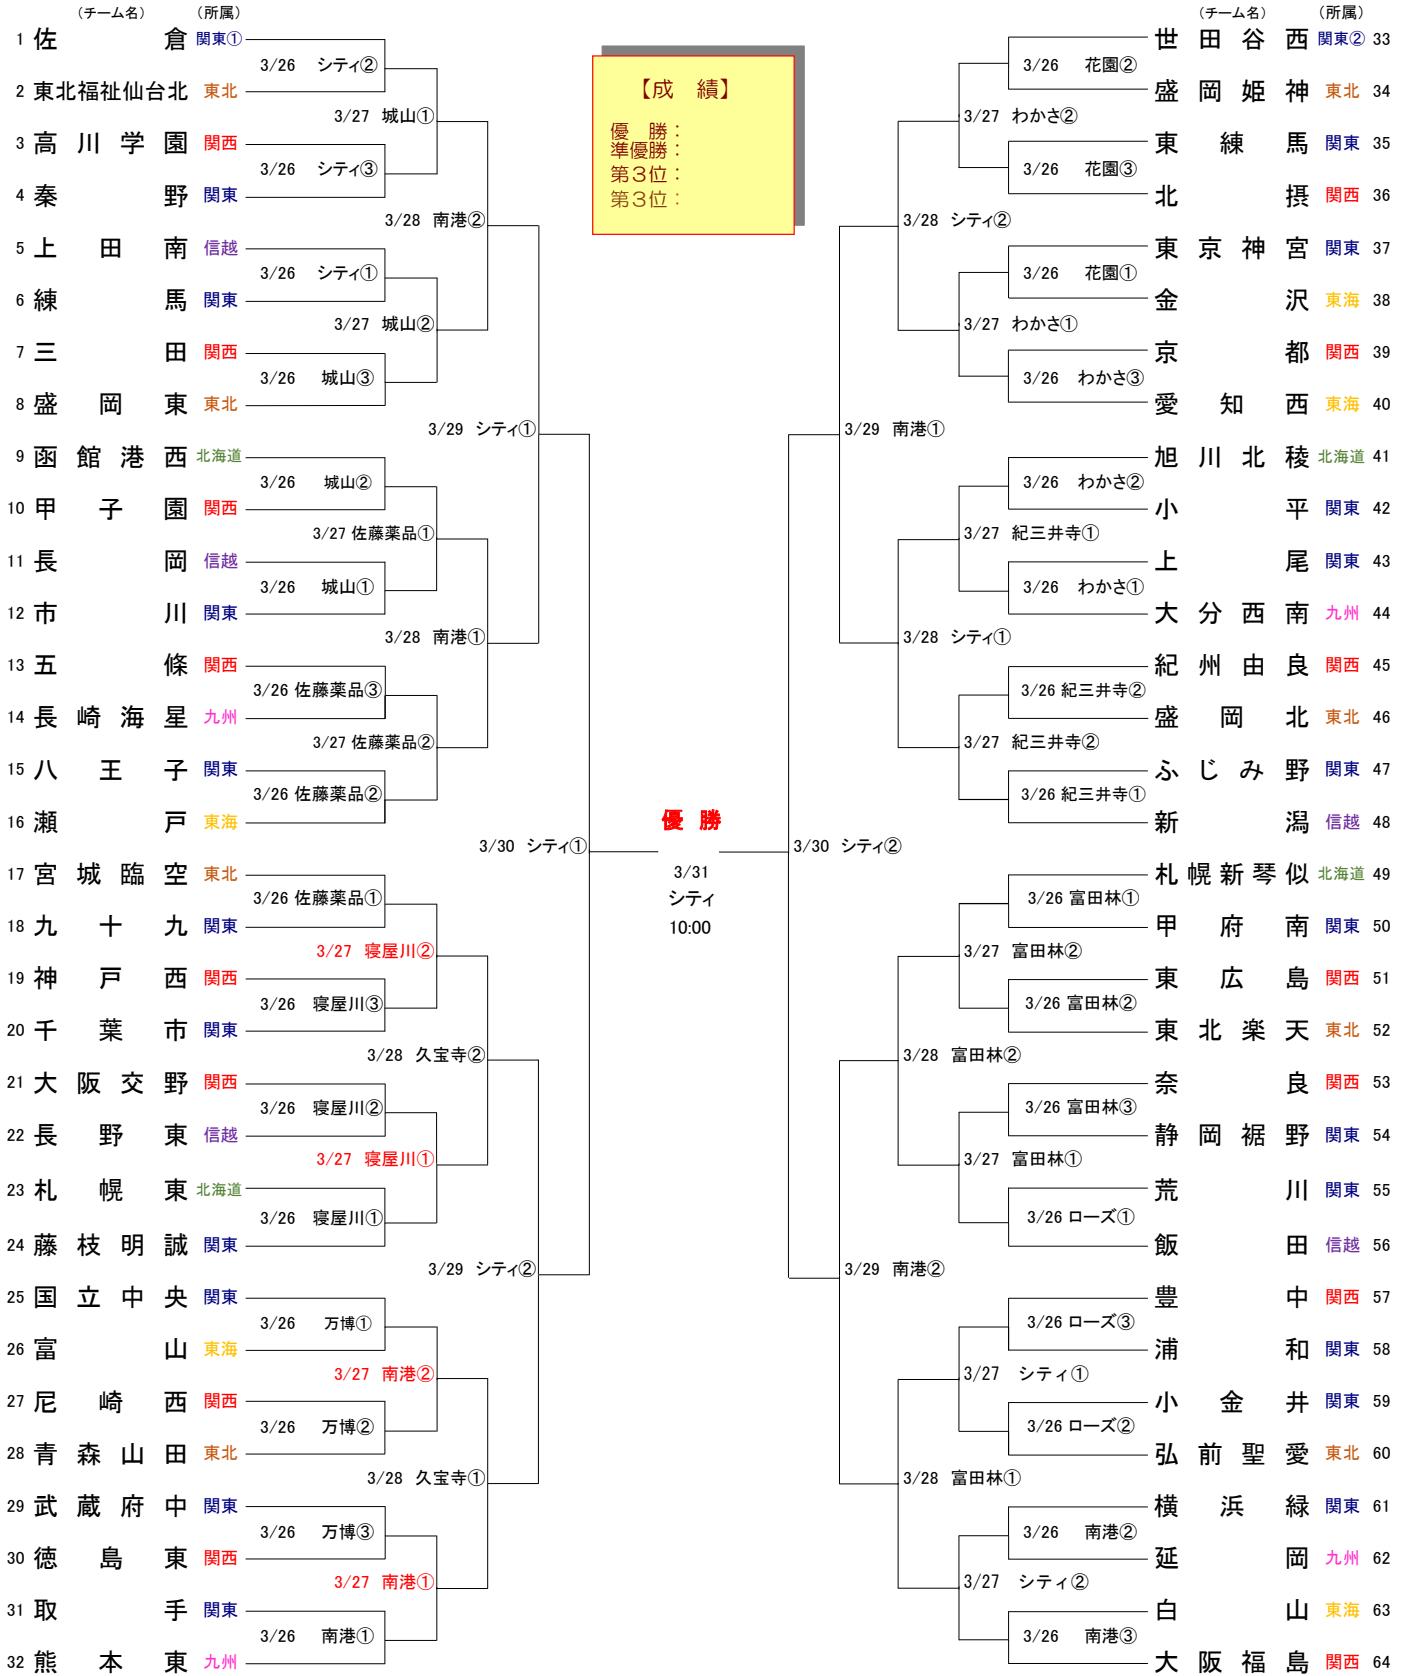 （チーム名）　（所属）
1 佐倉 関東①
3/26 シティ②
2 東北福祉仙台北 東北
3/27 城山①
3 高川学園 関西
3/26 シティ③
4 秦野 関東
3/28 南港②
5 上田南 信越
3/26 シティ①
6 練馬 関東
3/27 城山②
7 三田 関西
3/26 城山③
8 盛岡東 東北
3/29 シティ①
9 函館港西 北海道
3/26 城山②
10 甲子園 関西
3/27 佐藤薬品①
11 長岡 信越
3/26 城山①
12 市川 関東
3/28 南港①
13 五條 関西
3/26 佐藤薬品③
14 長崎海星 九州
3/27 佐藤薬品②
15 八王子 関東
3/26 佐藤薬品②
16 瀬戸 東海
3/30 シティ①
17 宮城臨空 東北
3/26 佐藤薬品①
18 九十九 関東
3/27 寝屋川②
19 神戸西 関西
3/26 寝屋川③
20 千葉市 関東
3/28 久宝寺②
21 大阪交野 関西
3/26 寝屋川②
22 長野東 信越
3/27 寝屋川①
23 札幌東 北海道
3/26 寝屋川①
24 藤枝明誠 関東
3/29 シティ②
25 国立中央 関東
3/26 万博①
26 富山 東海
3/27 南港②
27 尼崎西 関西
3/26 万博②
28 青森山田 東北
3/28 久宝寺①
29 武蔵府中 関東
3/26 万博③
30 徳島東 関西
3/27 南港①
31 取手 関東
3/26 南港①
32 熊本東 九州
【成　績】
優　勝：
準優勝：
第３位：
第３位：
優 勝
3/31
シティ
10:00
（チーム名）　（所属）
世田谷西 関東② 33
3/26 花園②
盛岡姫神 東北 34
3/27 わかさ②
東練馬 関東 35
3/26 花園③
北摂 関西 36
3/28 シティ②
東京神宮 関東 37
3/26 花園①
金沢 東海 38
3/27 わかさ①
京都 関西 39
3/26 わかさ③
愛知西 東海 40
3/29 南港①
旭川北稜 北海道 41
3/26 わかさ②
小平 関東 42
3/27 紀三井寺①
上尾 関東 43
3/26 わかさ①
大分西南 九州 44
3/28 シティ①
紀州由良 関西 45
3/26 紀三井寺②
盛岡北 東北 46
3/27 紀三井寺②
ふじみ野 関東 47
3/26 紀三井寺①
新潟 信越 48
3/30 シティ②
札幌新琴似 北海道 49
3/26 富田林①
甲府南 関東 50
3/27 富田林②
東広島 関西 51
3/26 富田林②
東北楽天 東北 52
3/28 富田林②
奈良 関西 53
3/26 富田林③
静岡裾野 関東 54
3/27 富田林①
荒川 関東 55
3/26 ローズ①
飯田 信越 56
3/29 南港②
豊中 関西 57
3/26 ローズ③
浦和 関東 58
3/27 シティ①
小金井 関東 59
3/26 ローズ②
弘前聖愛 東北 60
3/28 富田林①
横浜緑 関東 61
3/26 南港②
延岡 九州 62
3/27 シティ②
白山 東海 63
3/26 南港③
大阪福島 関西 64